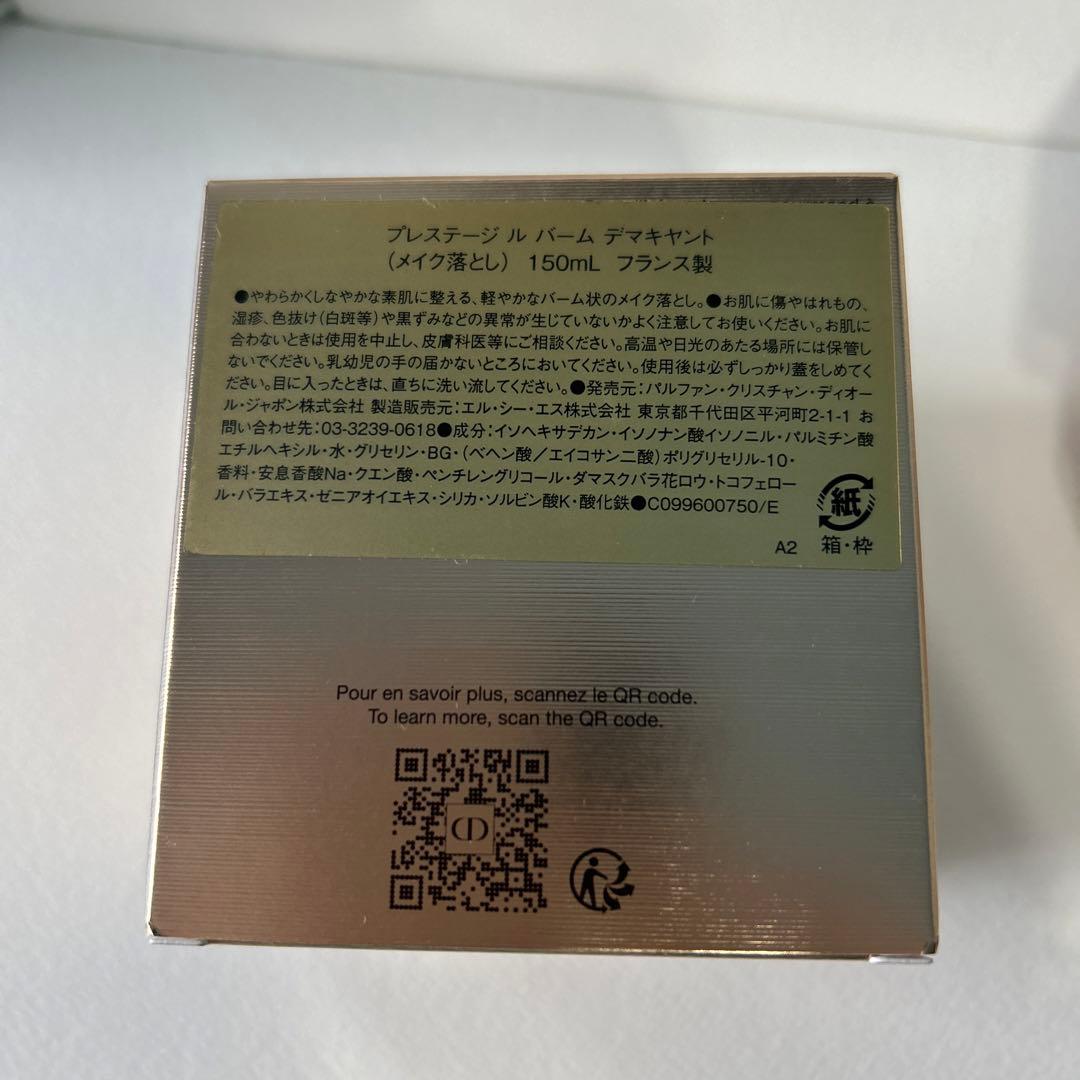 プレステージ ル バーム デマキヤント
（メイク落とし） 150mL フランス製
●やわらかくしなやかな素肌に整える、軽やかなバーム状のメイク落とし。●お肌に傷やはれもの、
湿疹、色抜け(白斑等)や黒ずみなどの異常が生じていないかよく注意してお使いください。お肌に
合わないときは使用を中止し、皮膚科医等にご相談ください。高温や日光のあたる場所には保管し
ないでください。乳幼児の手の届かないところにおいてください。使用後は必ずしっかり蓋をしめてく
ださい。目に入ったときは、直ちに洗い流してください。●発売元：パルファン・クリスチャン・ディオー
ル・ジャポン株式会社 製造販売元：エル・シー・エス株式会社 東京都千代田区平河町2-1-1 お
問い合わせ先：03-3239-0618●成分：イソヘキサデカン・イソノナン酸イソノニル・パルミチン酸
エチルヘキシル・水・グリセリン・BG・(ベヘン酸／エイコサン二酸)ポリグリセリル-10・
香料・安息香酸Na・クエン酸・ペンチレングリコール・ダマスクバラ花ロウ・トコフェロー
ル・バラエキス・ゼニアオイエキス・シリカ・ソルビン酸K・酸化鉄●C099600750/E
紙
A2 箱・枠
Pour en savoir plus, scannez le QR code.
To learn more, scan the QR code.
CD